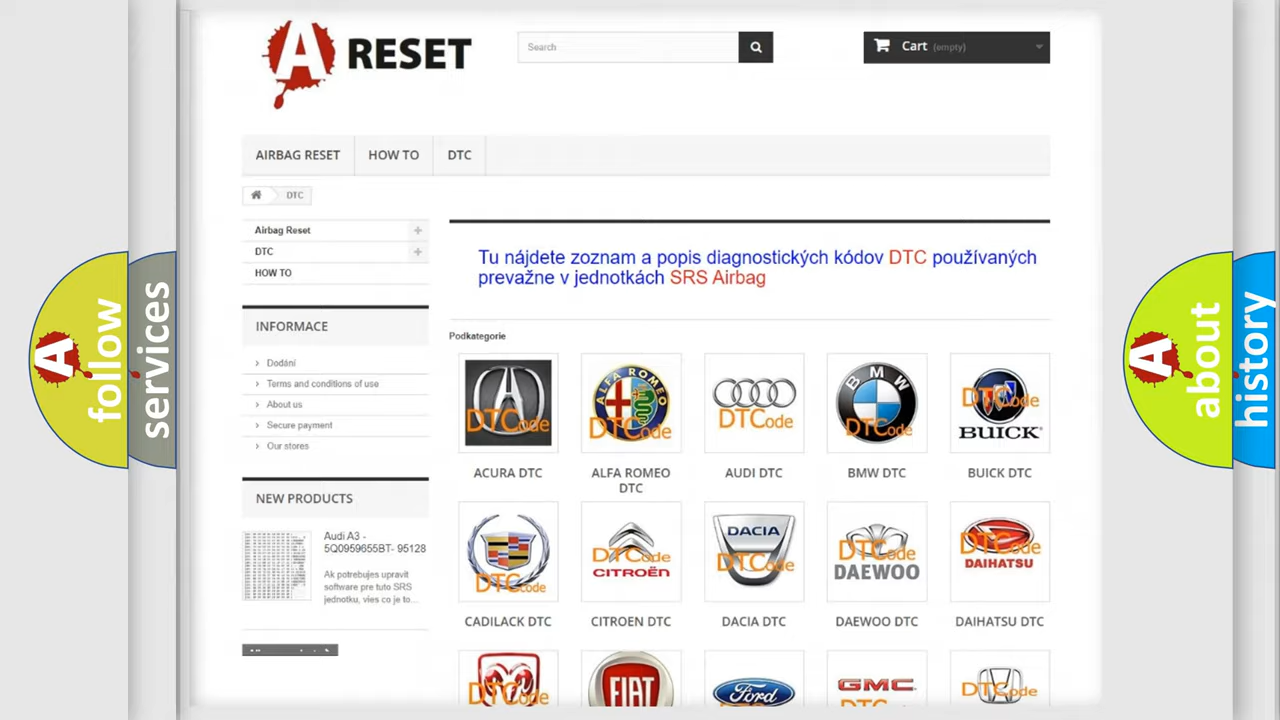 A RESET
Search
Cart (empty)
AIRBAG RESET
HOW TO
DTC
DTC
Airbag Reset
DTC
HOW TO
Tu nájdete zoznam a popis diagnostických kódov DTC používaných
prevažne v jednotkách SRS Airbag
INFORMACE
Dodání
Terms and conditions of use
About us
Secure payment
Our stores
NEW PRODUCTS
Audi A3 -
5Q0959655BT- 95128
Ak potrebujes upravit
software pre tuto SRS
jednotku, vies co je to...
Podkategorie
DTCode
ALFA ROMEO
DTCode
DTCode
BMW
DTCode
DTCode
BUICK
ACURA DTC
ALFA ROMEO
DTC
AUDI DTC
BMW DTC
BUICK DTC
DTCode
DTCode
CITROËN
DACIA
DTCode
DTCode
DAEWOO
DTCode
DAIHATSU
CADILACK DTC
CITROEN DTC
DACIA DTC
DAEWOO DTC
DAIHATSU DTC
DTCode
FIAT
Ford
GMC
DTCode
A follow
services
A about
history